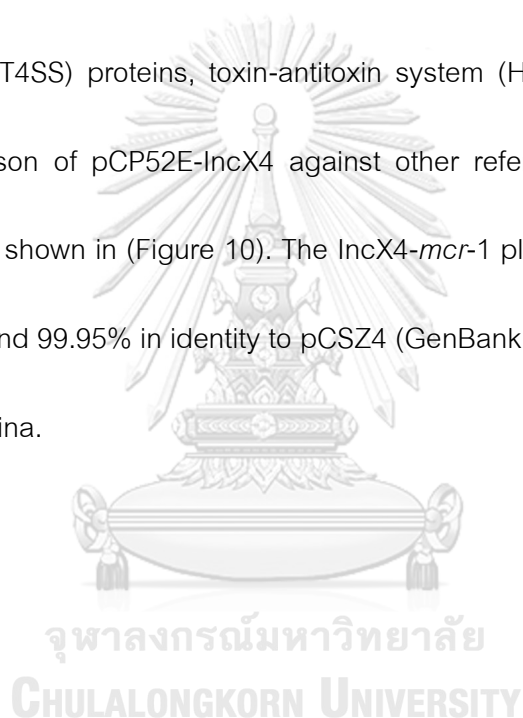 T4SS) proteins, toxin-antitoxin system (H
son of pCP52E-IncX4 against other refe
shown in (Figure 10). The IncX4-mcr-1 pl
nd 99.95% in identity to pCSZ4 (GenBank
ina.
จุฬาลงกรณ์มหาวิทยาลัย
CHULALONGKORN UNIVERSITY